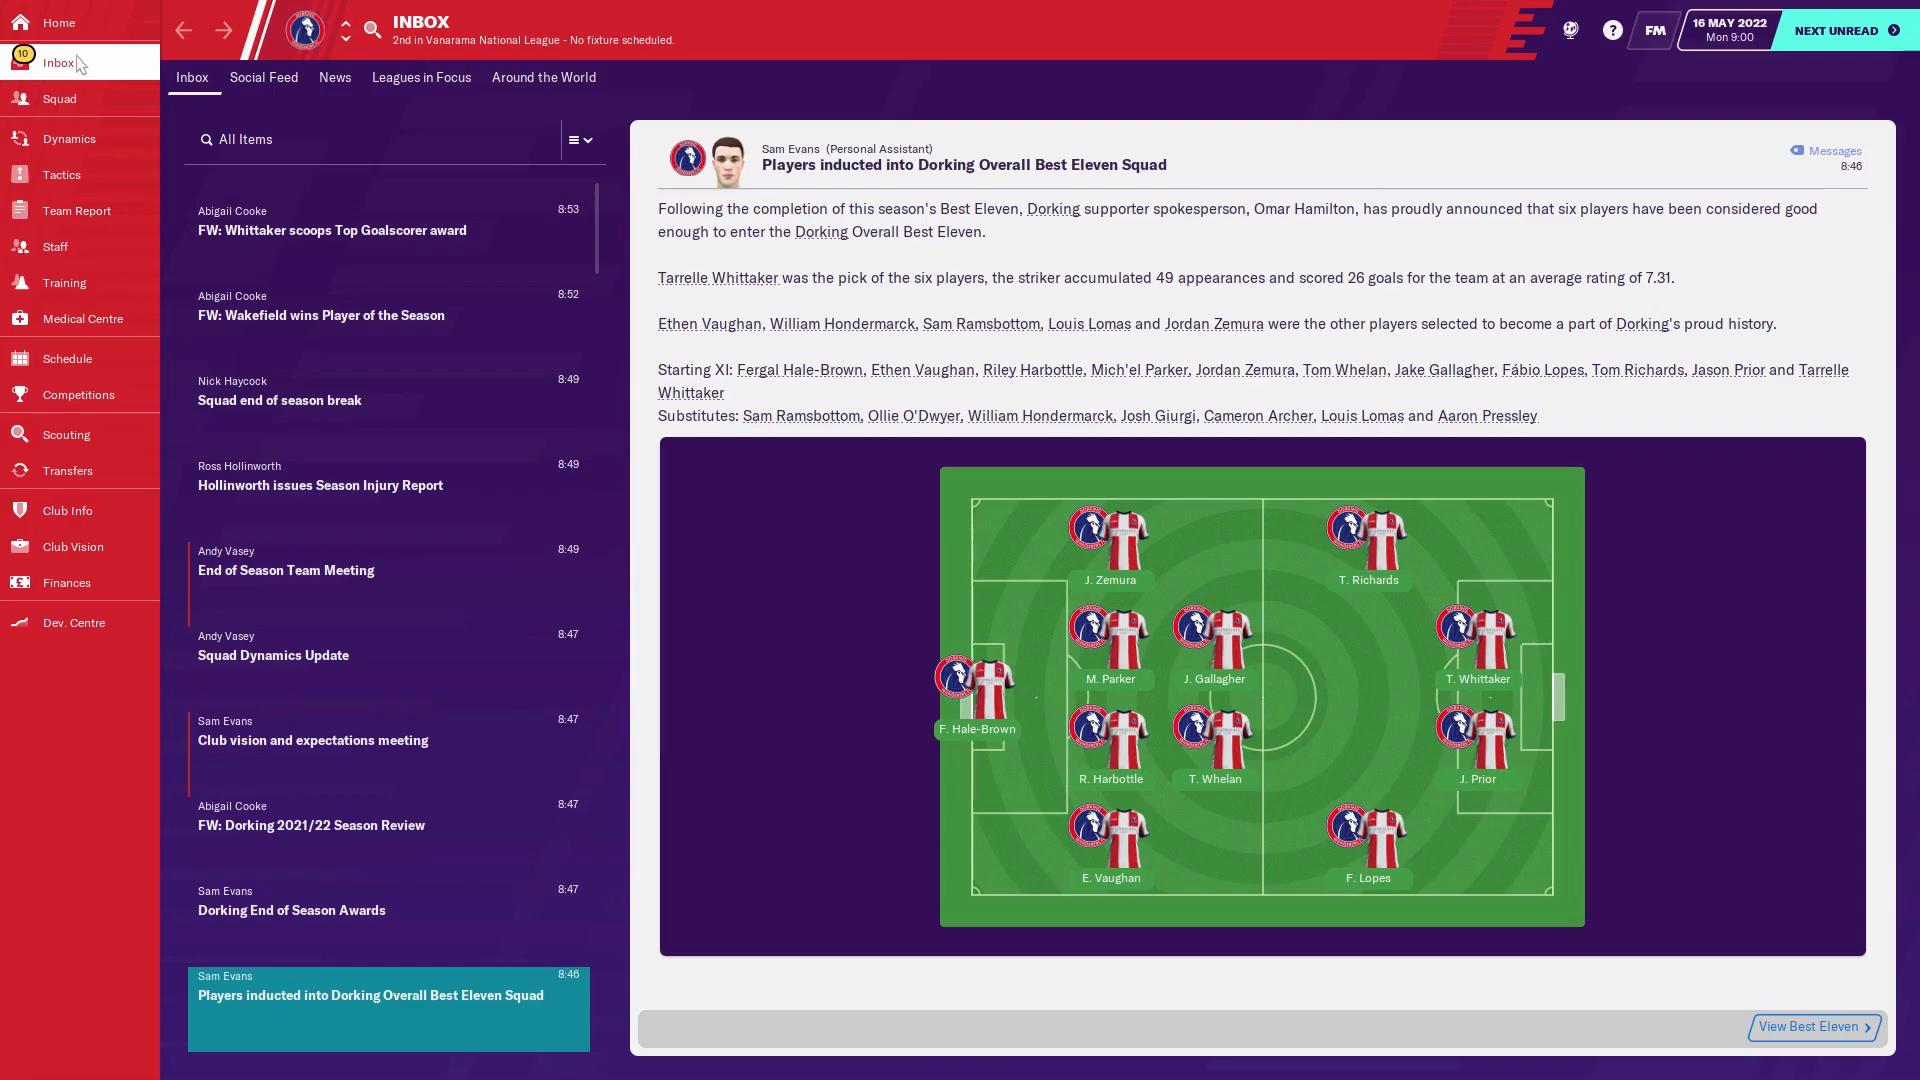 Home
10
Inbox
Squad
Dynamics
Tactics
Team Report
Staff
Training
Medical Centre
Schedule
Competitions
Scouting
Transfers
Club Info
Club Vision
Finances
Dev. Centre
INBOX
2nd in Vanarama National League - No fixture scheduled.
?
FM
16 MAY 2022
Mon 9:00
NEXT UNREAD
Inbox Social Feed News Leagues in Focus Around the World
All Items
Abigail Cooke 8:53
FW: Whittaker scoops Top Goalscorer award
Abigail Cooke 8:52
FW: Wakefield wins Player of the Season
Nick Haycock 8:49
Squad end of season break
Ross Hollinworth 8:49
Hollinworth issues Season Injury Report
Andy Vasey 8:49
End of Season Team Meeting
Andy Vasey 8:47
Squad Dynamics Update
Sam Evans 8:47
Club vision and expectations meeting
Abigail Cooke 8:47
FW: Dorking 2021/22 Season Review
Sam Evans 8:47
Dorking End of Season Awards
Sam Evans 8:46
Players inducted into Dorking Overall Best Eleven Squad
Sam Evans (Personal Assistant)
Players inducted into Dorking Overall Best Eleven Squad
Messages
8:46
Following the completion of this season's Best Eleven, Dorking supporter spokesperson, Omar Hamilton, has proudly announced that six players have been considered good
enough to enter the Dorking Overall Best Eleven.
Tarrelle Whittaker was the pick of the six players, the striker accumulated 49 appearances and scored 26 goals for the team at an average rating of 7.31.
Ethen Vaughan, William Hondermarck, Sam Ramsbottom, Louis Lomas and Jordan Zemura were the other players selected to become a part of Dorking's proud history.
Starting XI: Fergal Hale-Brown, Ethen Vaughan, Riley Harbottle, Mich'el Parker, Jordan Zemura, Tom Whelan, Jake Gallagher, Fábio Lopes, Tom Richards, Jason Prior and Tarrelle
Whittaker
Substitutes: Sam Ramsbottom, Ollie O'Dwyer, William Hondermarck, Josh Giurgi, Cameron Archer, Louis Lomas and Aaron Pressley
J. Zemura
T. Richards
M. Parker
J. Gallagher
T. Whittaker
F. Hale-Brown
R. Harbottle
T. Whelan
J. Prior
E. Vaughan
F. Lopes
View Best Eleven